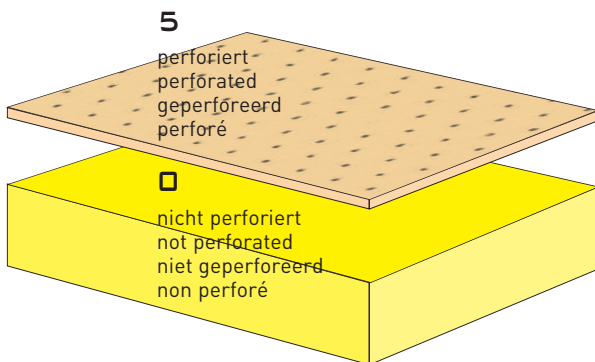 5
perforiert
perforated
geperforeerd
perforé
0
nicht perforiert
not perforated
niet geperforeerd
non perforé